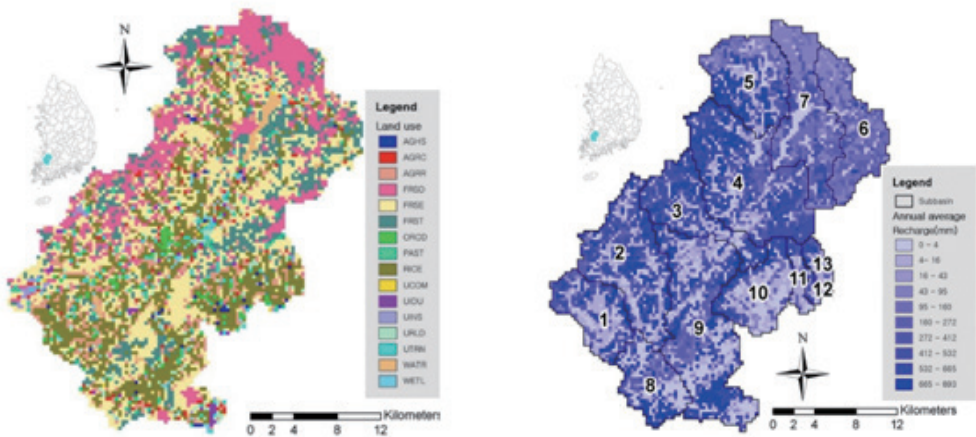 N
Legend
Land use
AGHS
AGRC
AGRR
FRSD
FRSE
FRST
ORCD
PAST
RICE
UCOM
UIDU
UINS
URLD
UTRN
WATR
WETL
0 2 4 8 12
Kilometers
5
7
6
4
3
2
13
11
12
10
1
9
8
N
Legend
Subbasin
Annual average
Recharge(mm)
0 - 4
4 - 16
16 - 43
43 - 95
95 - 160
160 - 272
272 - 412
412 - 532
532 - 665
665 - 693
Kilometers
0 2 4 8 12